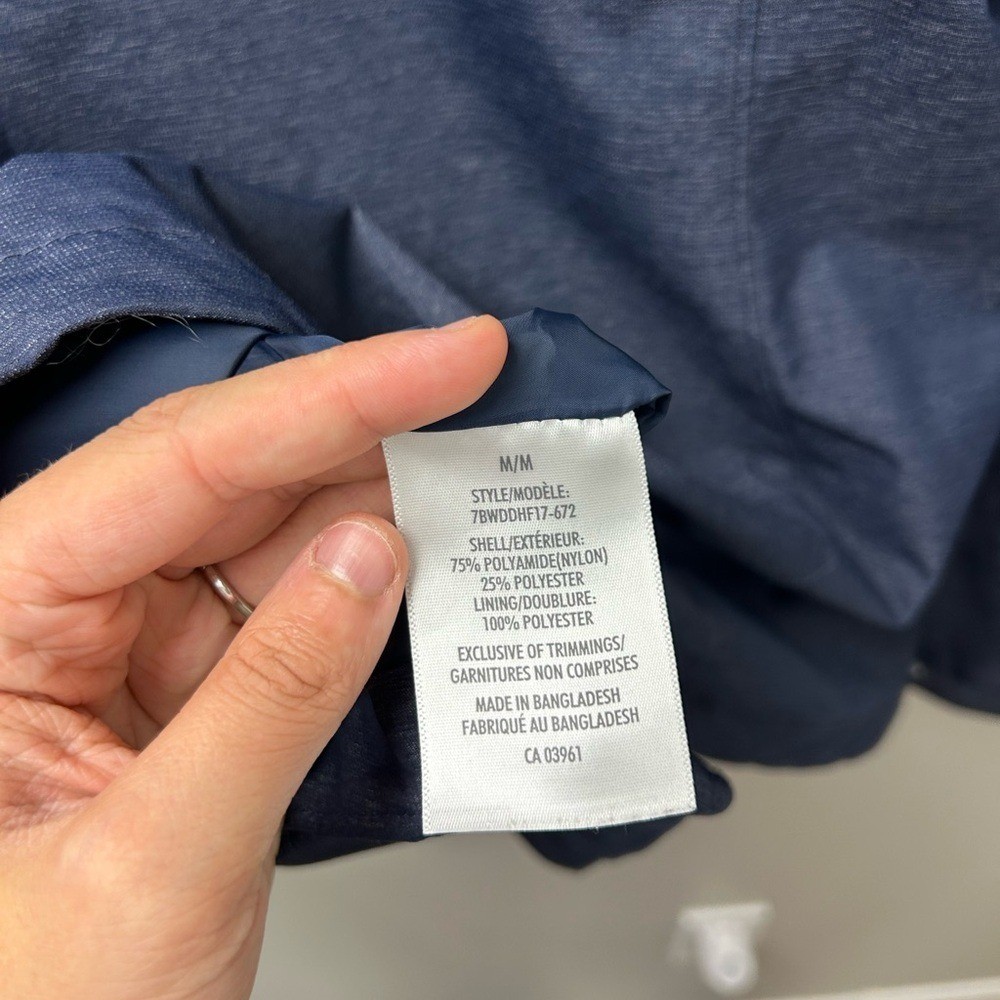 M/M
STYLE/MODÈLE:
7BWDDHF17-672
SHELL/EXTÉRIEUR:
75% POLYAMIDE(NYLON)
25% POLYESTER
LINING/DOUBLURE:
100% POLYESTER
EXCLUSIVE OF TRIMMINGS/
GARNITURES NON COMPRISES
MADE IN BANGLADESH
FABRIQUÉ AU BANGLADESH
CA 03961